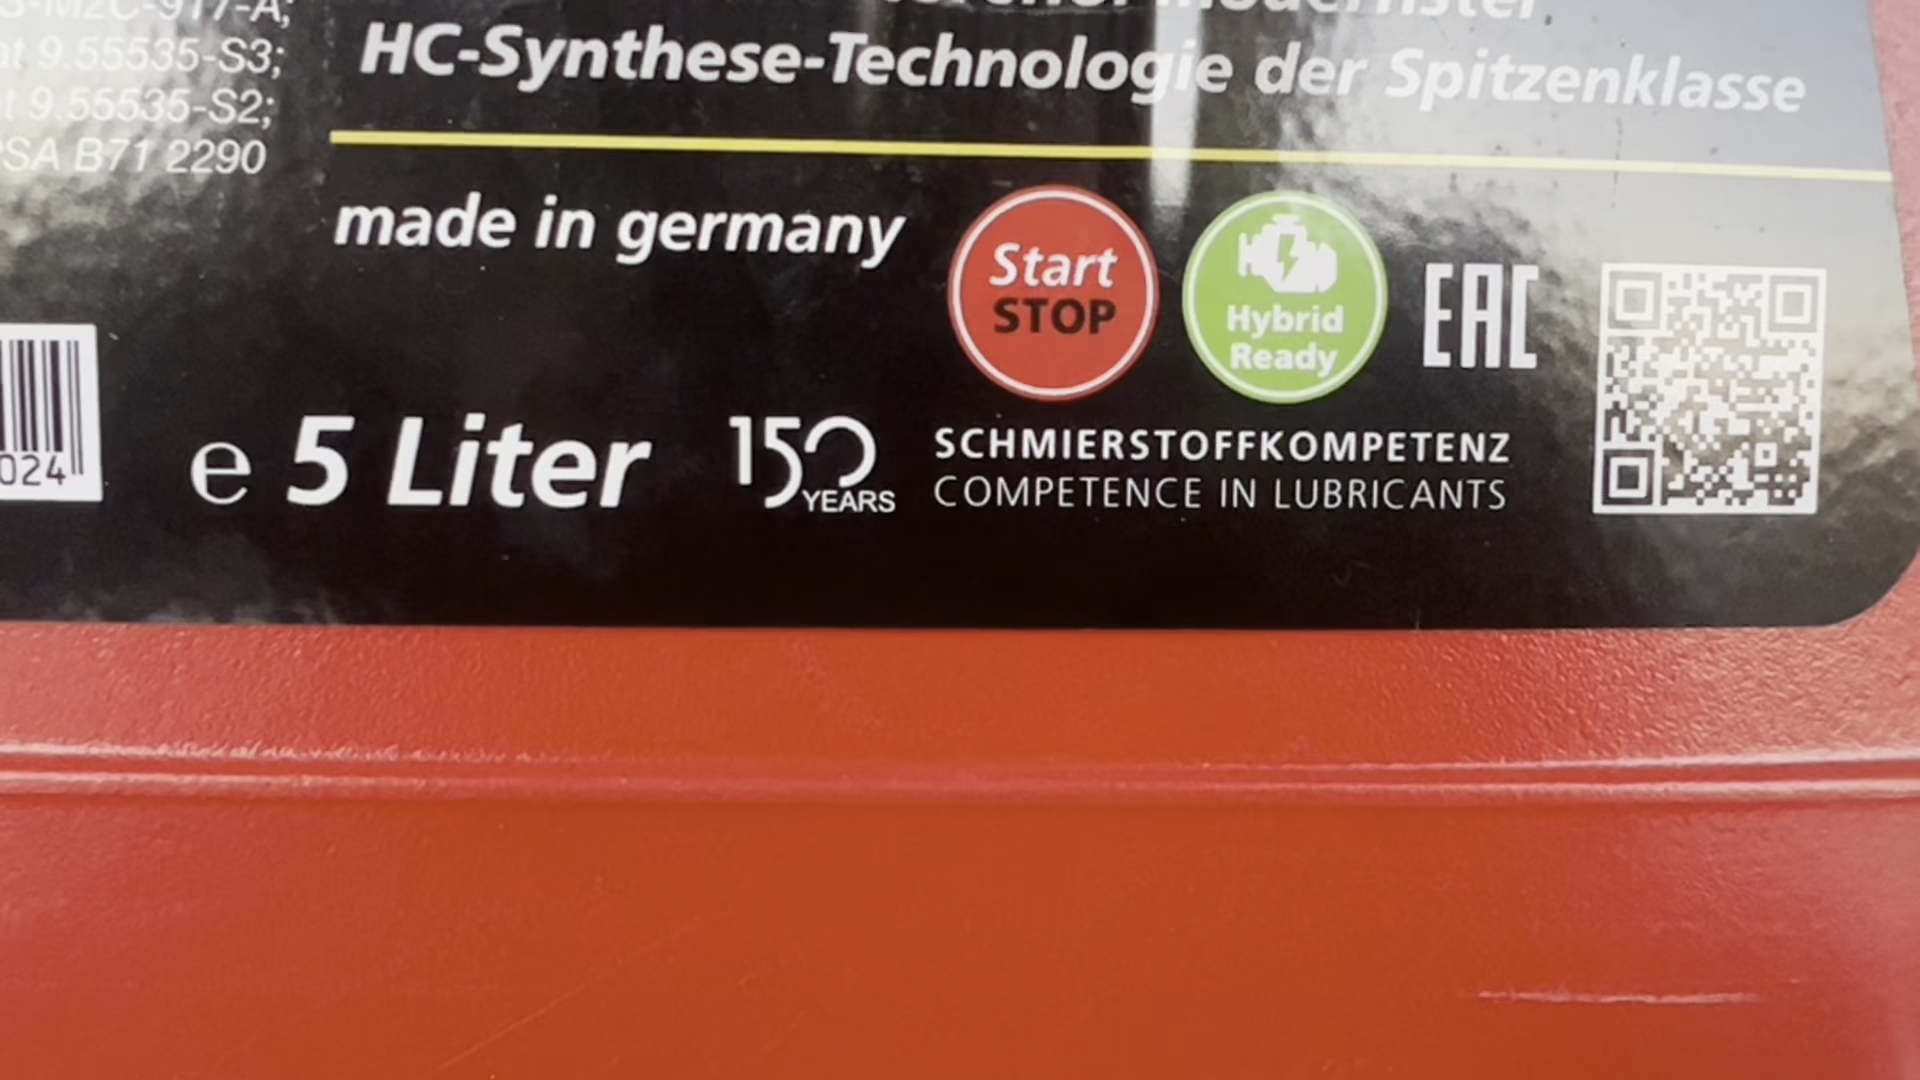 9.55535-S3;
9.55535-S2;
PSA B71 2290
HC-Synthese-Technologie der Spitzenklasse
made in germany
Start
STOP
Hybrid
Ready
EAC
024
e 5 Liter
150
YEARS
SCHMIERSTOFFKOMPETENZ
COMPETENCE IN LUBRICANTS